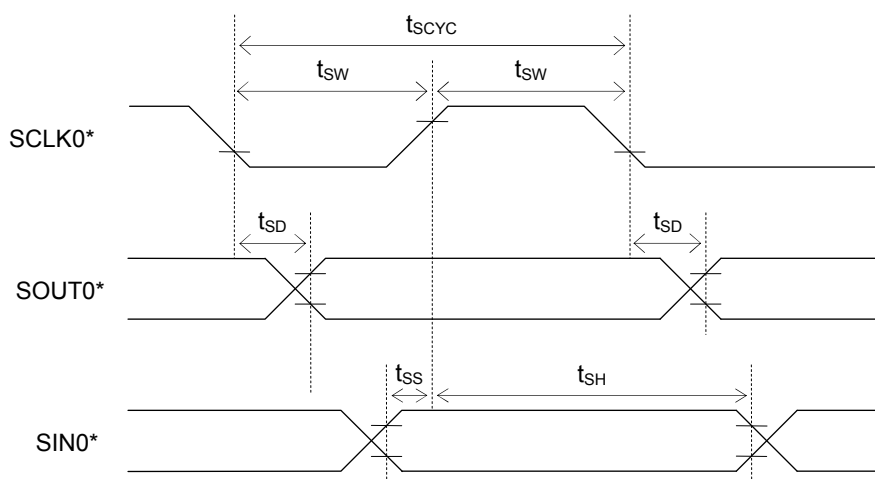 tSCYC
tSW tSW
SCLK0*
tSD tSD
SOUT0*
tSS tSH
SIN0*